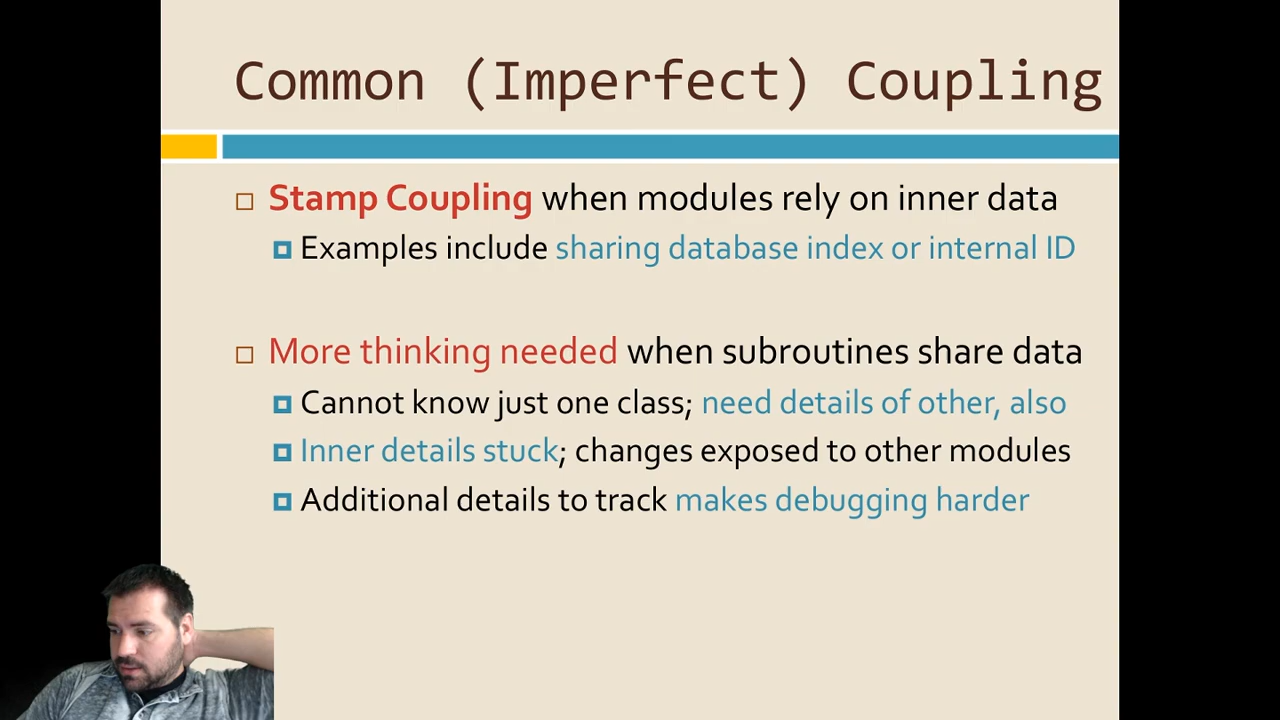 Common (Imperfect) Coupling
Stamp Coupling when modules rely on inner data
Examples include sharing database index or internal ID
More thinking needed when subroutines share data
Cannot know just one class; need details of other, also
Inner details stuck; changes exposed to other modules
Additional details to track makes debugging harder